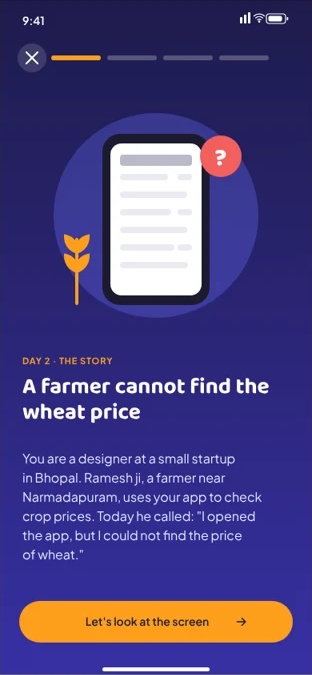 9:41
?
DAY 2 · THE STORY
A farmer cannot find the
wheat price
You are a designer at a small startup
in Bhopal. Ramesh ji, a farmer near
Narmadapuram, uses your app to check
crop prices. Today he called: "I opened
the app, but I could not find the price
of wheat."
Let's look at the screen →